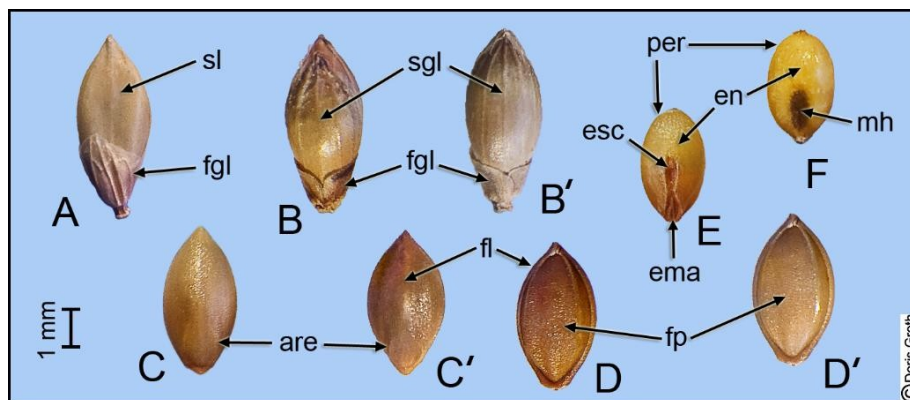 sl
fgl
A
sgl
fgl
B
B′
per
en
esc
mh
F
E
ema
1 mm
are
C
fl
C′
D
fp
D′
©Doris Groth